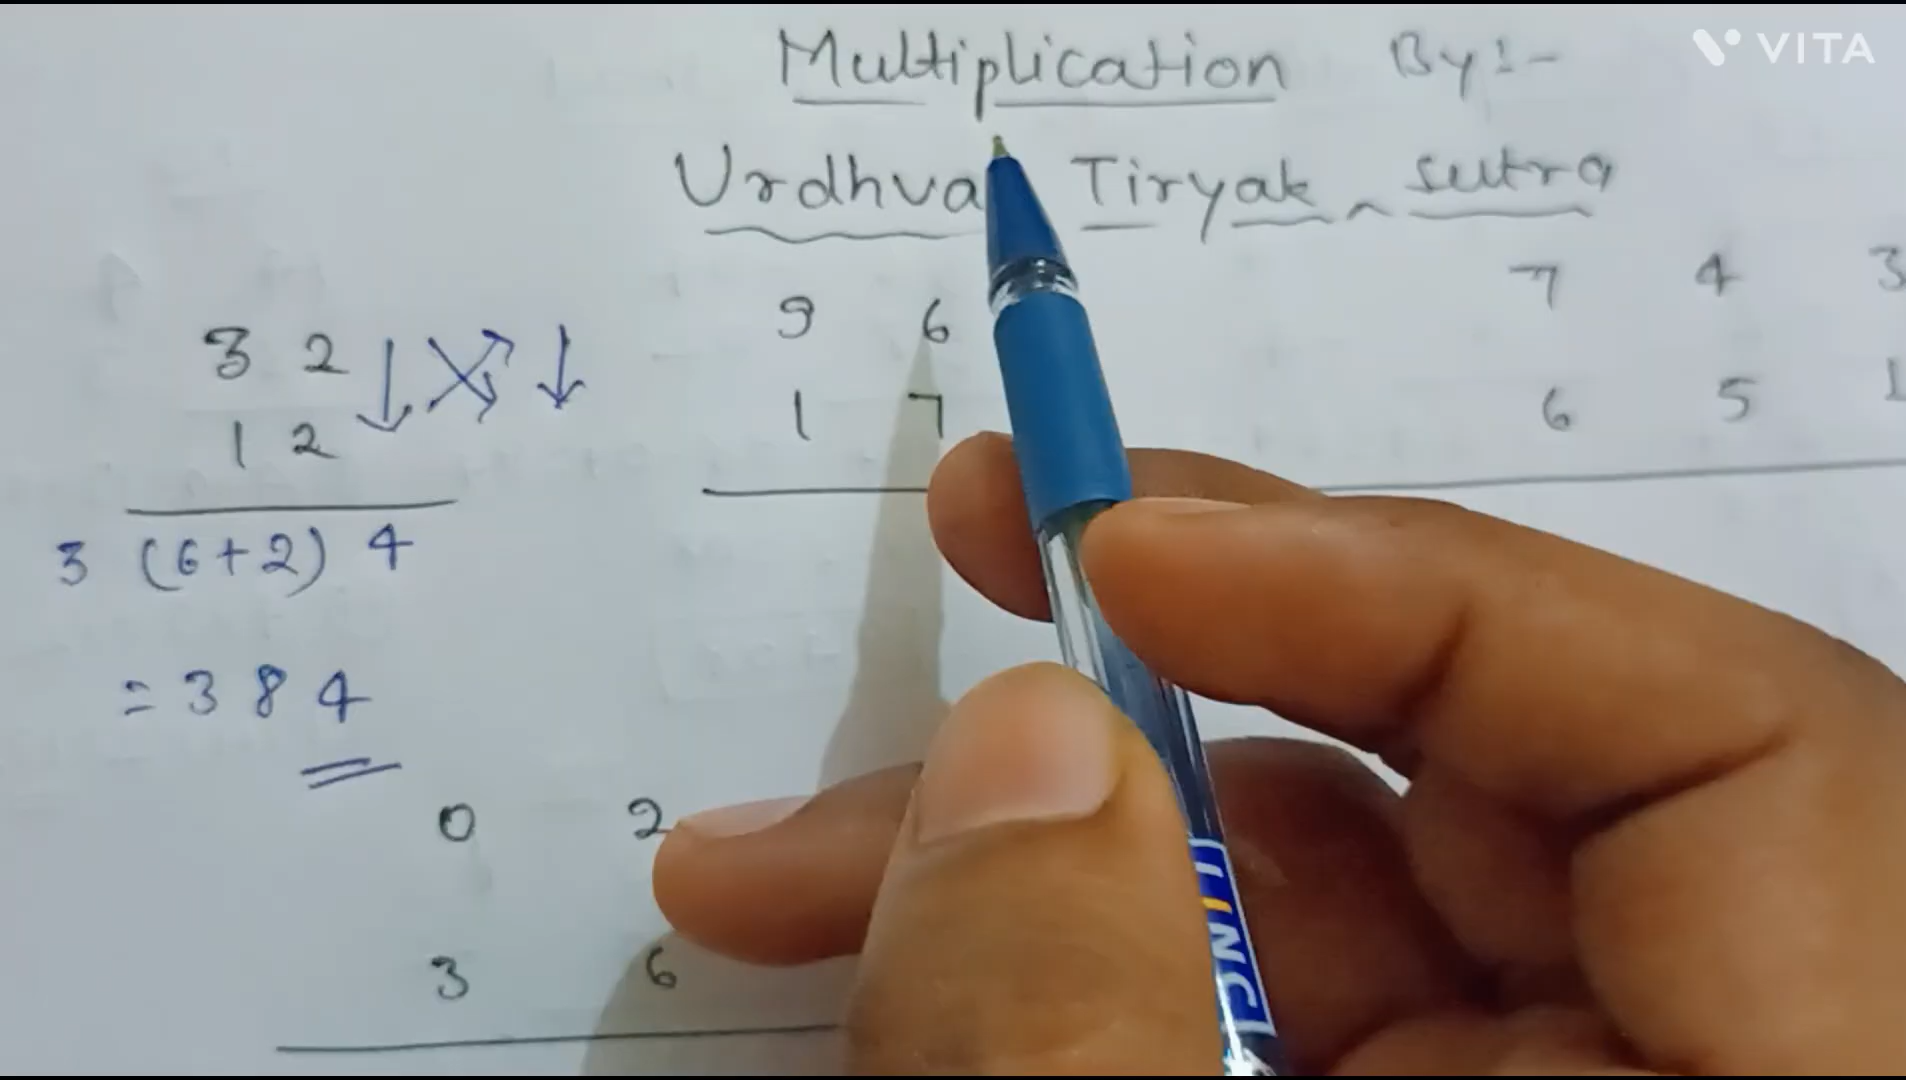 VITA
Multiplication By:-
Urdhva Tiryak sutra
3 2
1 2
3 (6+2) 4
= 3 8 4
9 6
1 7
7 4 3
6 5 1
0 2
3 6
LINC